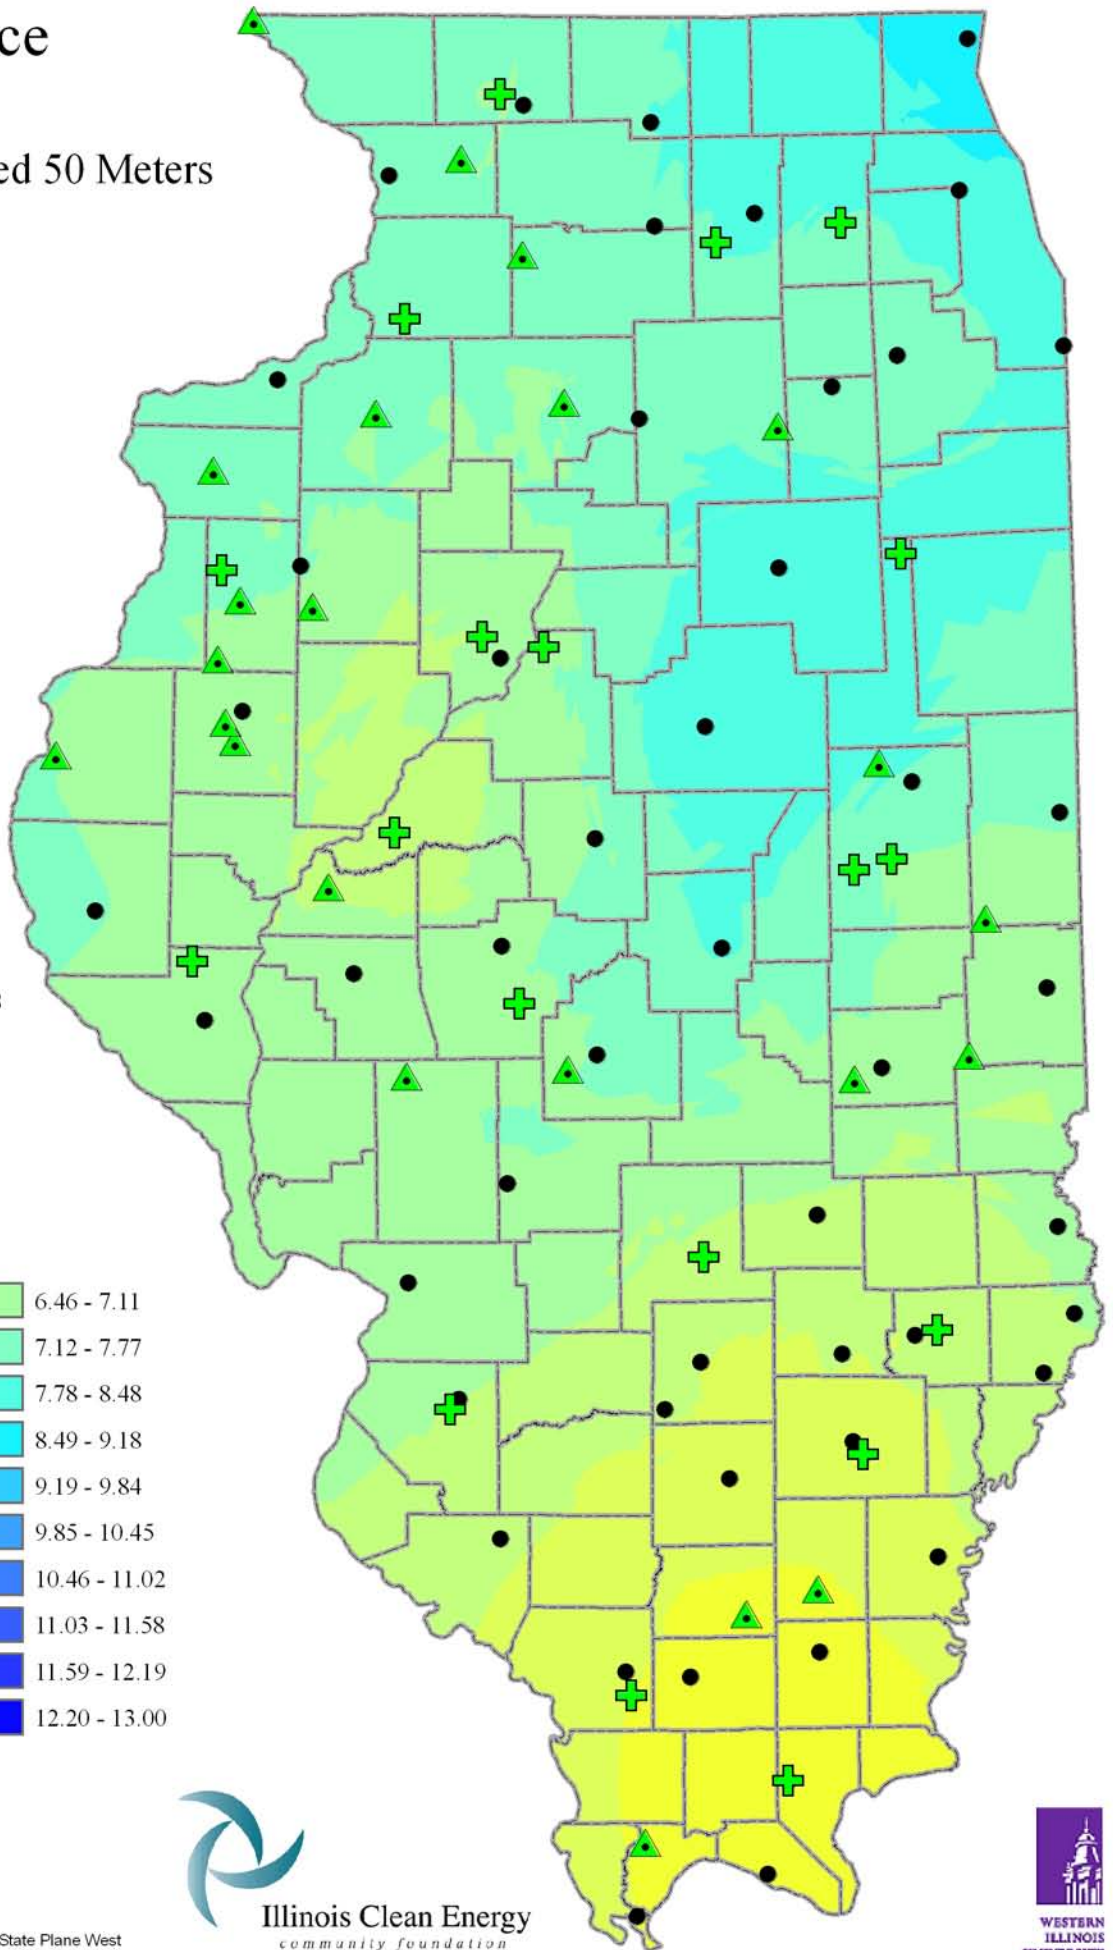 ce
ed 50 Meters
6.46 - 7.11
7.12 - 7.77
7.78 - 8.48
8.49 - 9.18
9.19 - 9.84
9.85 - 10.45
10.46 - 11.02
11.03 - 11.58
11.59 - 12.19
12.20 - 13.00
Illinois Clean Energy
community foundation
State Plane West
WESTERN
ILLINOIS